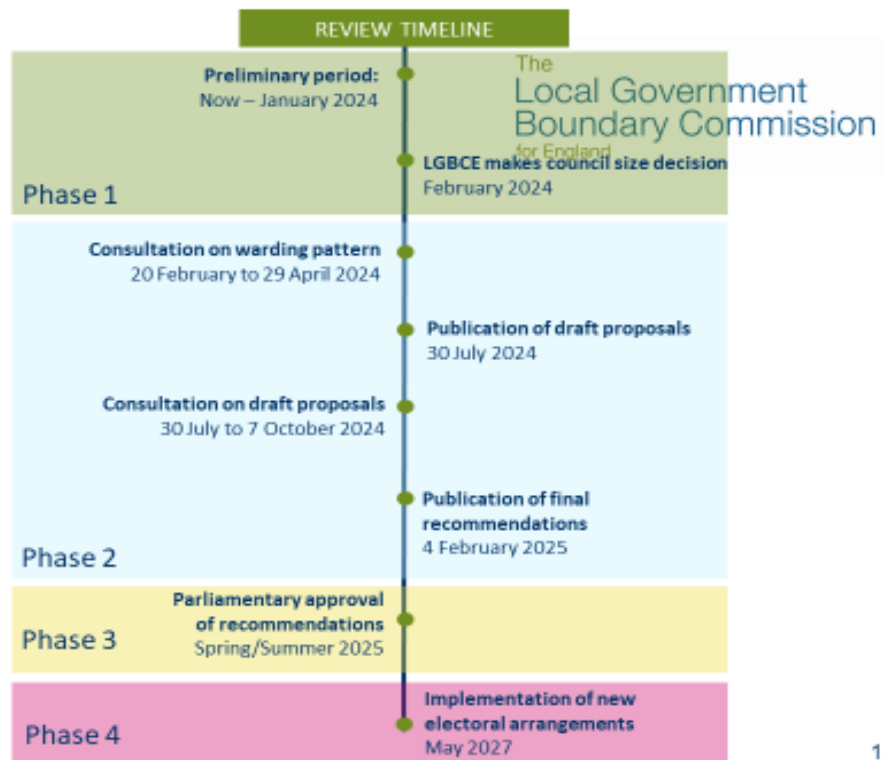 REVIEW TIMELINE
The
Local Government
Boundary Commission
for England
Preliminary period:
Now – January 2024
LGBCE makes council size decision
February 2024
Phase 1
Consultation on warding pattern
20 February to 29 April 2024
Publication of draft proposals
30 July 2024
Consultation on draft proposals
30 July to 7 October 2024
Publication of final
recommendations
4 February 2025
Phase 2
Parliamentary approval
of recommendations
Spring/Summer 2025
Phase 3
Implementation of new
electoral arrangements
May 2027
Phase 4
1